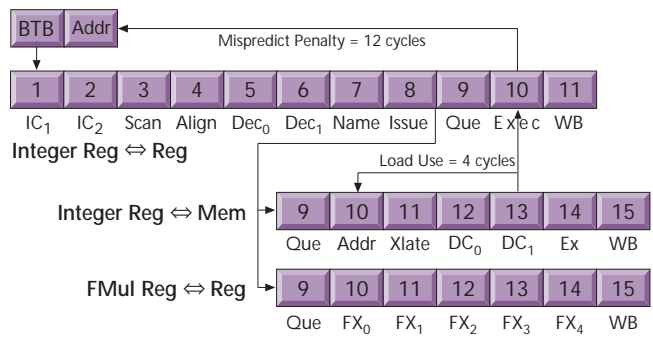 BTB Addr
Mispredict Penalty = 12 cycles
1 2 3 4 5 6 7 8 9 10 11
IC₁ IC₂ Scan Align Dec₀ Dec₁ Name Issue Que Exec WB
Integer Reg ⇔ Reg
Load Use = 4 cycles
Integer Reg ⇔ Mem
9 10 11 12 13 14 15
Que Addr Xlate DC₀ DC₁ Ex WB
FMul Reg ⇔ Reg
9 10 11 12 13 14 15
Que FX₀ FX₁ FX₂ FX₃ FX₄ WB